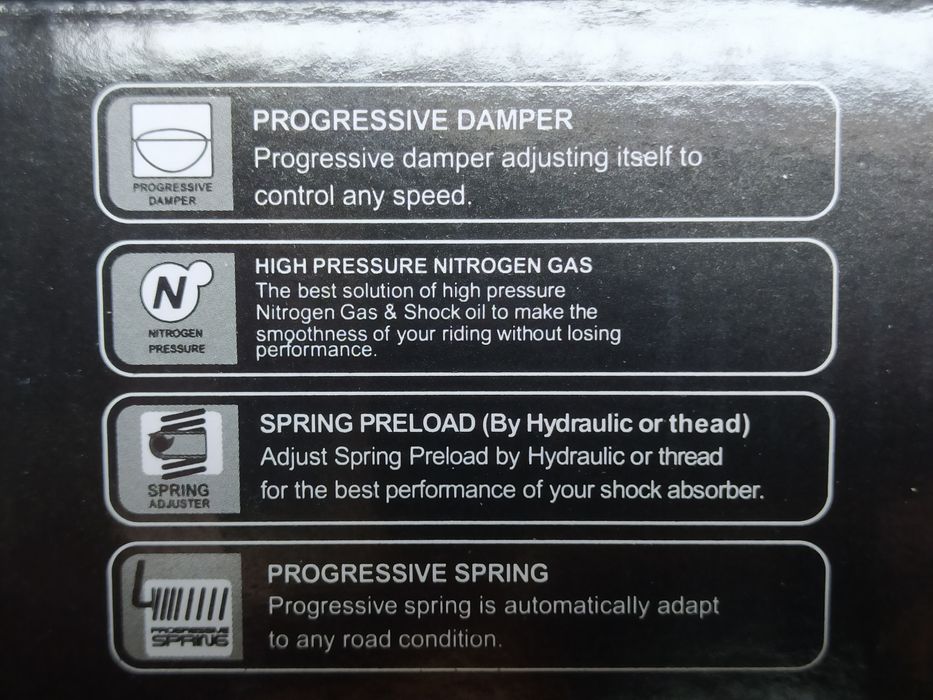 PROGRESSIVE
DAMPER
PROGRESSIVE DAMPER
Progressive damper adjusting itself to
control any speed.
N
NITROGEN
PRESSURE
HIGH PRESSURE NITROGEN GAS
The best solution of high pressure
Nitrogen Gas & Shock oil to make the
smoothness of your riding without losing
performance.
SPRING
ADJUSTER
SPRING PRELOAD (By Hydraulic or thead)
Adjust Spring Preload by Hydraulic or thread
for the best performance of your shock absorber.
PROGRESSIVE
SPRING
PROGRESSIVE SPRING
Progressive spring is automatically adapt
to any road condition.